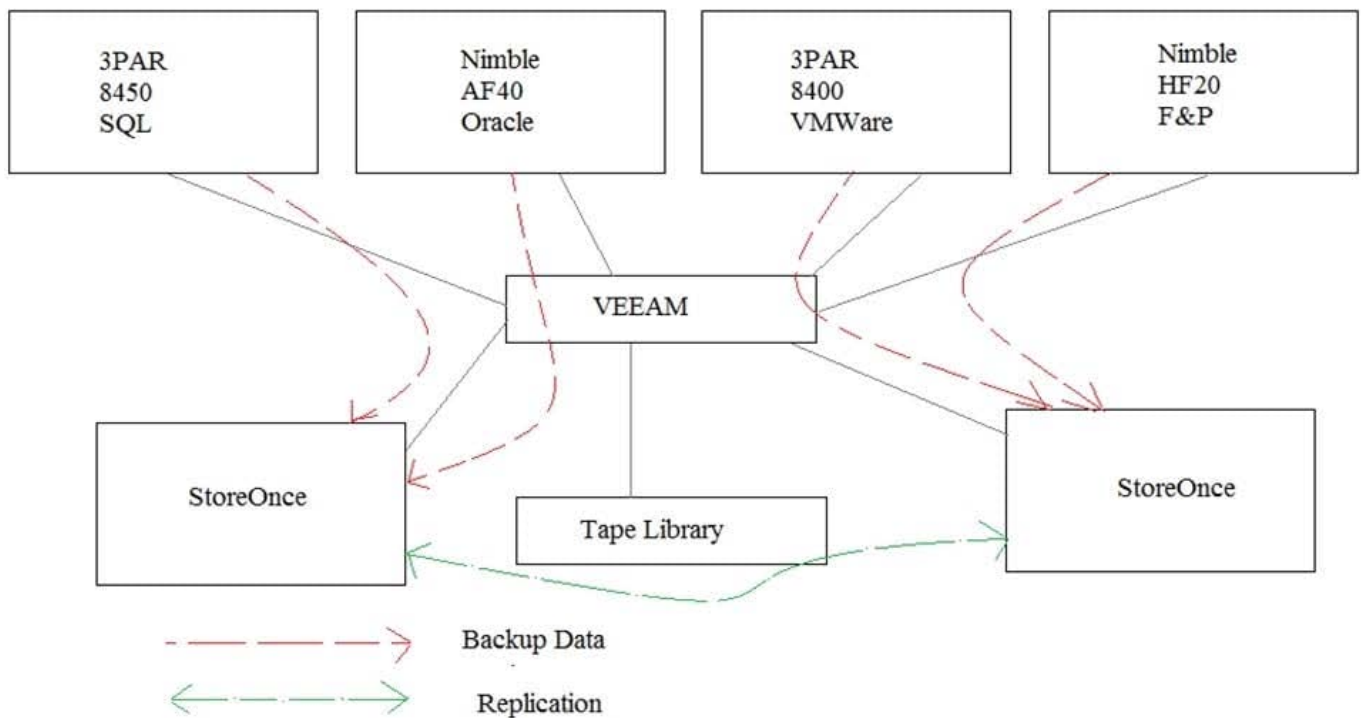 3PAR
8450
SQL
Nimble
AF40
Oracle
3PAR
8400
VMWare
Nimble
HF20
F&P
VEEAM
StoreOnce
Tape Library
StoreOnce
Backup Data
Replication